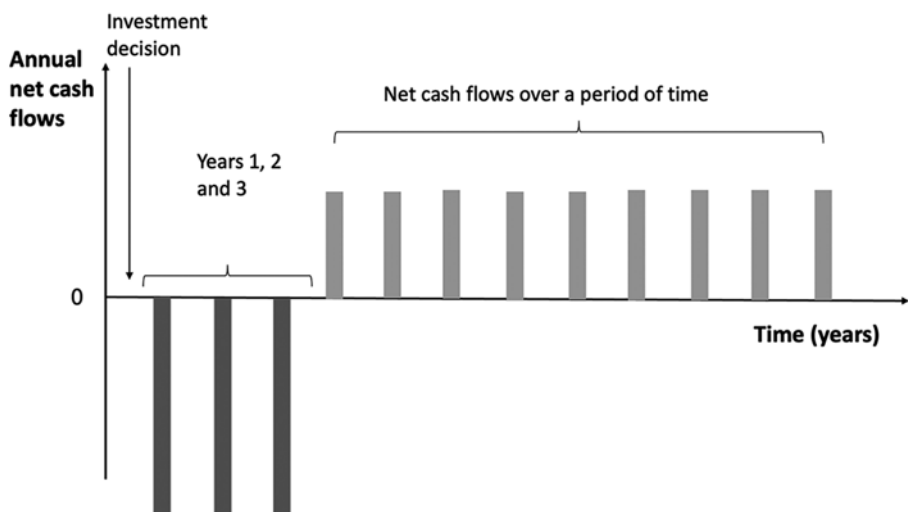 Investment
decision
Annual
net cash
flows
Net cash flows over a period of time
Years 1, 2
and 3
0
Time (years)